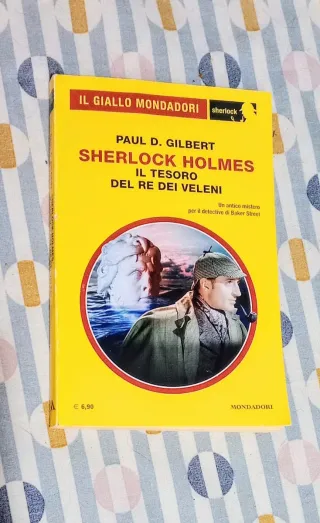 IL GIALLO MONDADORI
sherlock
PAUL D. GILBERT
SHERLOCK HOLMES
IL TESORO
DEL RE DEI VELENI
Un antico mistero
per il detective di Baker Street
€ 6,90
MONDADORI